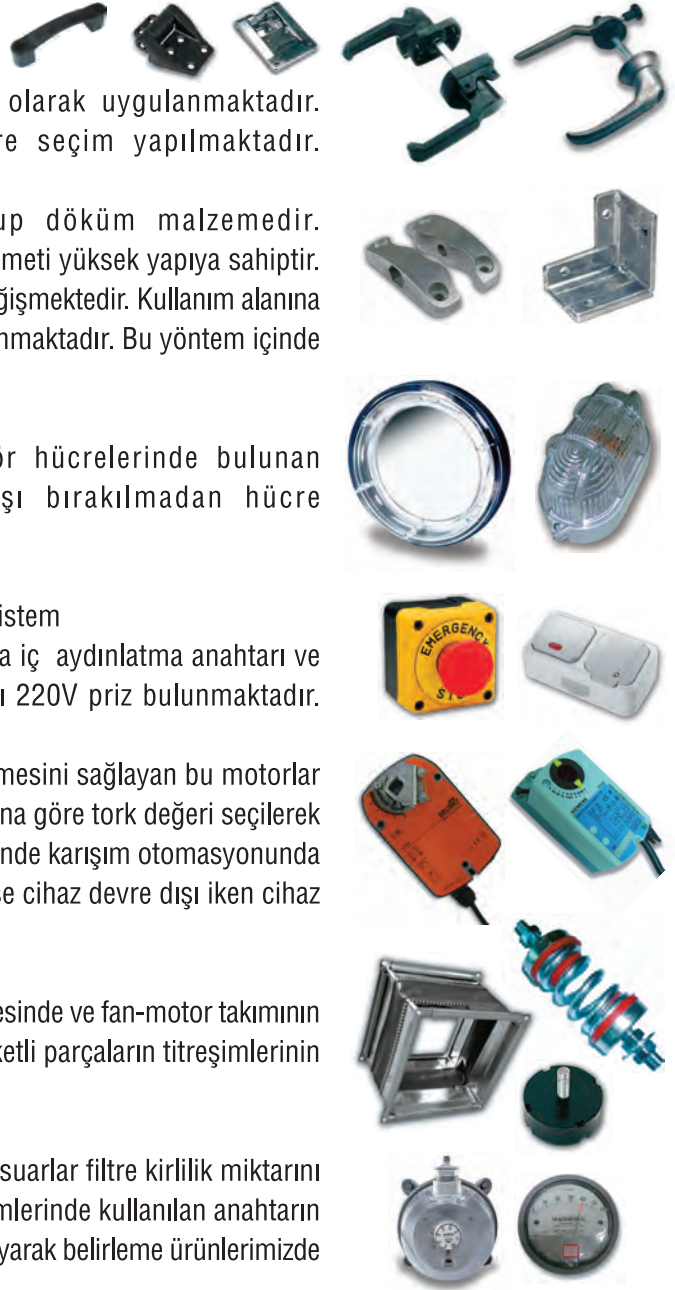 olarak uygulanmaktadır.
re seçim yapılmaktadır.
up döküm malzemedir.
meti yüksek yapıya sahiptir.
ğişmektedir. Kullanım alanına
nmaktadır. Bu yöntem içinde
ör hücrelerinde bulunan
şı bırakılmadan hücre
istem
a iç aydınlatma anahtarı ve
ı 220V priz bulunmaktadır.
EMERGENCY
mesini sağlayan bu motorlar
na göre tork değeri seçilerek
inde karışım otomasyonunda
se cihaz devre dışı iken cihaz
esinde ve fan-motor takımının
ketli parçaların titreşimlerinin
suarlar filtre kirlilik miktarını
mlerinde kullanılan anahtarın
yarak belirleme ürünlerimizde